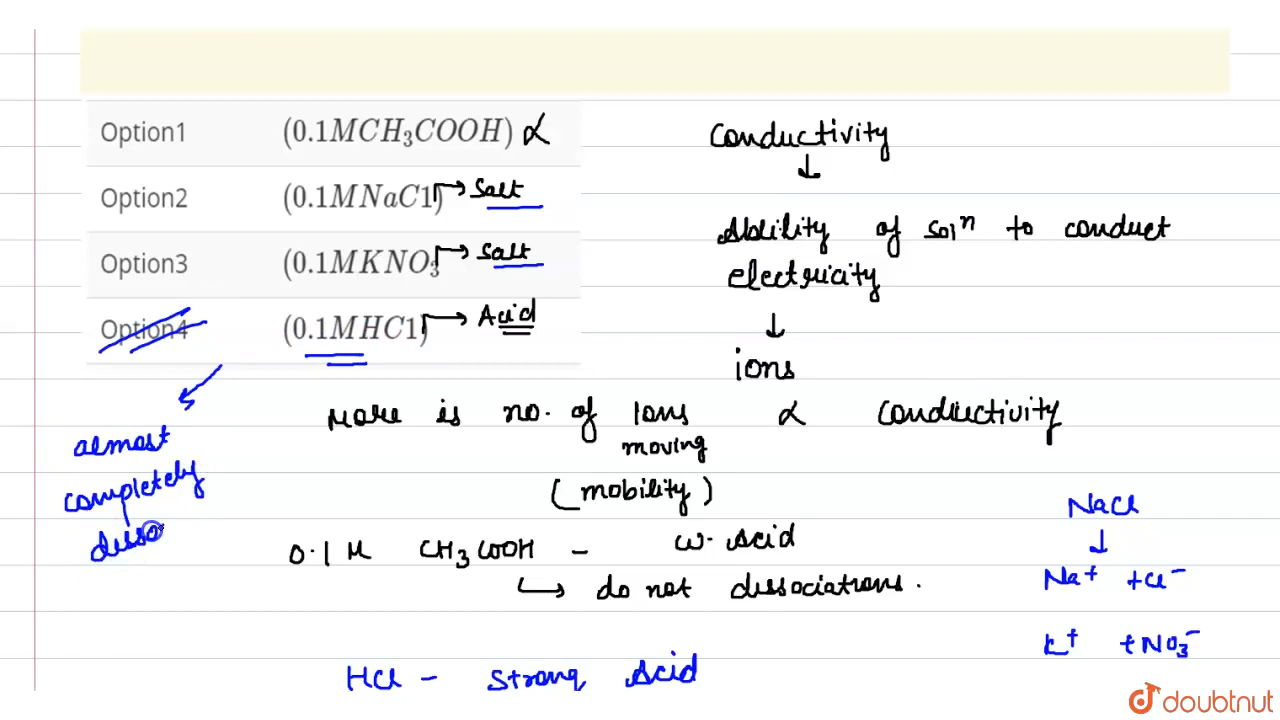 Option1 (0.1MCH₃COOH) α
Option2 (0.1MNaC1) → Salt
Option3 (0.1MKNO₃ → Salt
Option4 (0.1MHC1) → Acid
Conductivity
↓
Ability of solⁿ to conduct
electricity
↓
ions
More is no. of Ions α conductivity
moving
(mobility)
almost
completely
disso
0.1 M CH₃COOH - w. Acid
↳ do not dissociations.
HCl - Strong Acid
NaCl
↓
Na⁺ + Cl⁻
K⁺ + NO₃⁻
doubtnut